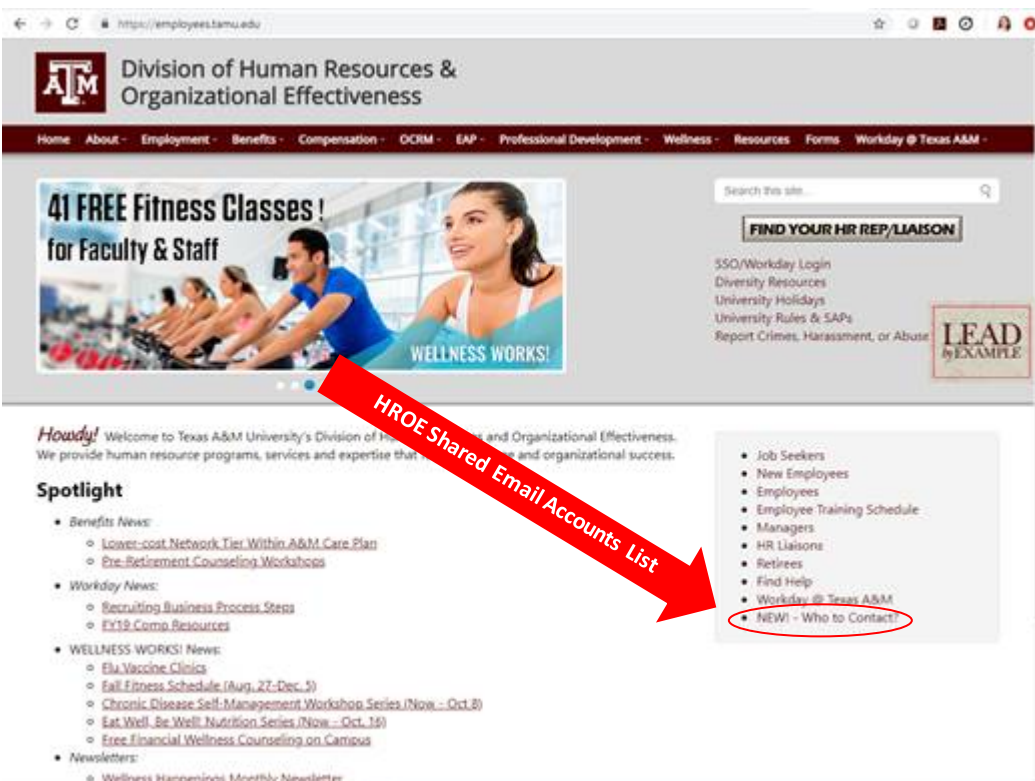 https://employees.tamu.edu
ĀTM
Division of Human Resources &
Organizational Effectiveness
Home About Employment Benefits Compensation OCRM EAP Professional Development Wellness Resources Forms Workday @ Texas A&M
41 FREE Fitness Classes !
for Faculty & Staff
WELLNESS WORKS!
Search this site...
FIND YOUR HR REP/LIAISON
SSO/Workday Login
Diversity Resources
University Holidays
University Rules & SAPs
Report Crimes, Harassment, or Abuse
LEAD
by EXAMPLE
HROE Shared Email Accounts List
Howdy! Welcome to Texas A&M University's Division of and Organizational Effectiveness.
We provide human resource programs, services and expertise that and organizational success.
Spotlight
• Benefits News:
Lower-cost Network Tier Within A&M Care Plan
Pre-Retirement Counseling Workshops
• Workday News:
Recruiting Business Process Steps
FY19 Comp Resources
• WELLNESS WORKS! News:
Flu Vaccine Clinics
Fall Fitness Schedule (Aug. 27-Dec. 5)
Chronic Disease Self-Management Workshop Series (Now - Oct.8)
Eat Well, Be Well! Nutrition Series (Now - Oct. 16)
Free Financial Wellness Counseling on Campus
• Newsletters:
Wellness Happenings Monthly Newsletter
• Job Seekers
• New Employees
• Employees
• Employee Training Schedule
• Managers
• HR Liaisons
• Retirees
• Find Help
• Workday @ Texas A&M
• NEW! - Who to Contact?